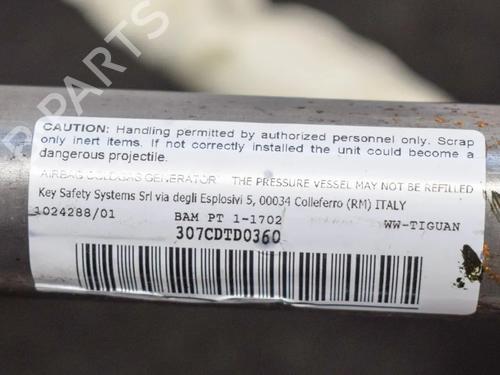 CAUTION: Handling permitted by authorized personnel only. Scrap
only inert items. If not correctly installed the unit could become a
dangerous projectile.
AIRBAG COLDGAS GENERATOR THE PRESSURE VESSEL MAY NOT BE REFILLED
Key Safety Systems Srl via degli Esplosivi 5, 00034 Colleferro (RM) ITALY
1024288/01 BAM PT 1-1702 WW-TIGUAN
307CDTD0360
B-PARTS